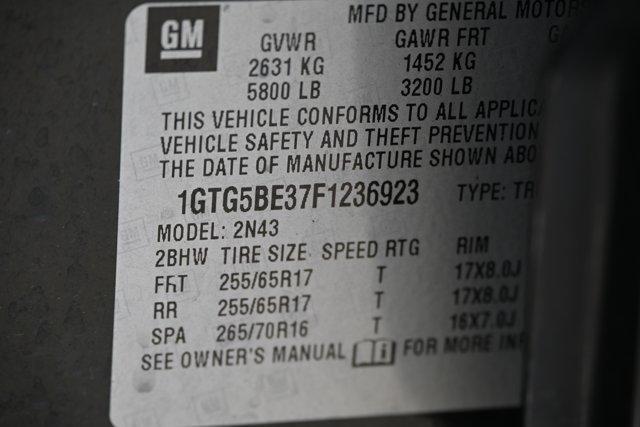 GM
MFD BY GENERAL MOTORS
GVWR GAWR FRT
2631 KG 1452 KG
5800 LB 3200 LB
THIS VEHICLE CONFORMS TO ALL
VEHICLE SAFETY AND THEFT PREVENTION
THE DATE OF MANUFACTURE SHOWN ABO
1GTG5BE37F1236923 TYPE: TR
MODEL: 2N43
2BHW TIRE SIZE SPEED RTG RIM
FRT 255/65R17 T 17X8.0J
RR 255/65R17 T 17X8.0J
SPA 265/70R16 T 16X7.0J
SEE OWNER'S MANUAL FOR MORE